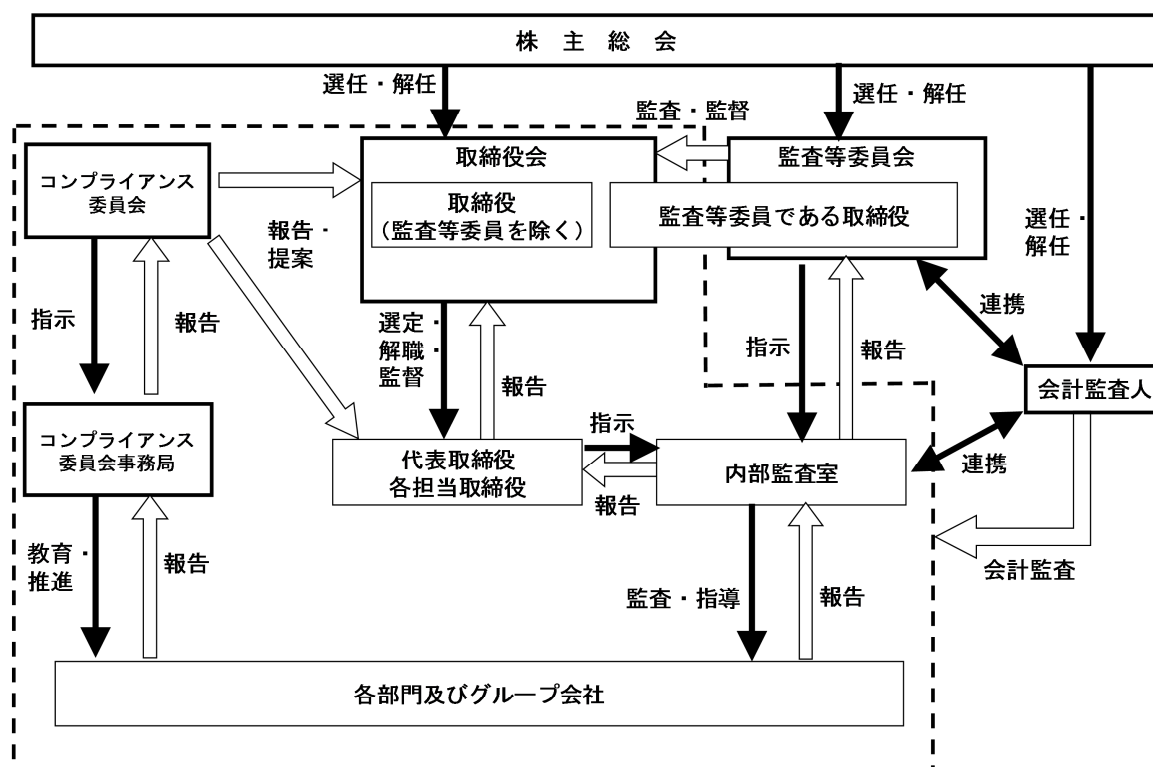 株 主 総 会
選任・解任
選任・解任
監査・監督
取締役会
監査等委員会
コンプライアンス
委員会
取締役
（監査等委員を除く）
監査等委員である取締役
選任・
解任
報告・
提案
連携
指示
報告
選定・
解職・
監督
報告
指示
報告
会計監査人
コンプライアンス
委員会事務局
指示
代表取締役
各担当取締役
報告
内部監査室
連携
教育・
推進
報告
会計監査
監査・指導
報告
各部門及びグループ会社